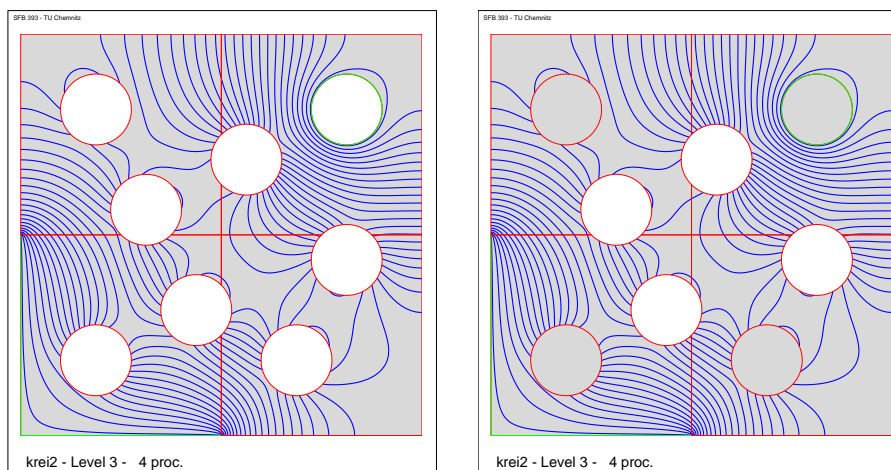 SFB 393 - TU Chemnitz
SFB 393 - TU Chemnitz
krei2 - Level 3 - 4 proc.
krei2 - Level 3 - 4 proc.